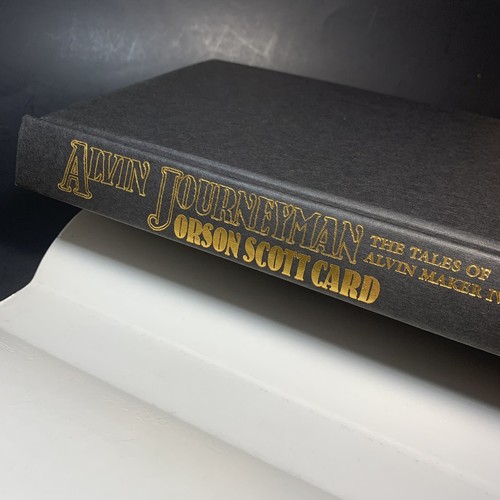 ALVIN JOURNEYMAN
ORSON SCOTT CARD
THE TALES OF
ALVIN MAKER IV